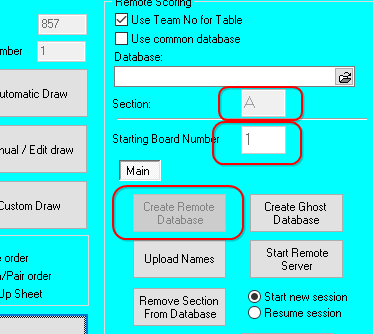 Remote Scoring
857
Use Team No for Table
Use common database
mber 1
Database:
utomatic Draw
Section: A
Starting Board Number 1
nual / Edit draw
Main
Custom Draw
Create Remote
Database
Create Ghost
Database
e order
/Pair order
Up Sheet
Upload Names
Start Remote
Server
Remove Section
From Database
Start new session
Resume session